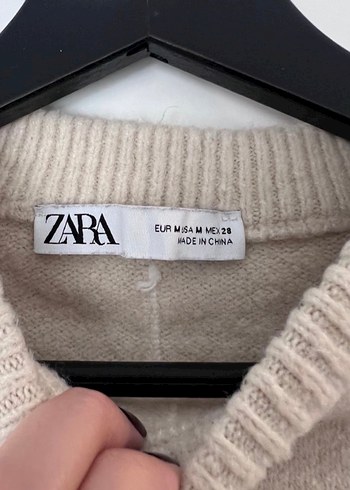 ZARA
EUR M USA M MEX 28
MADE IN CHINA